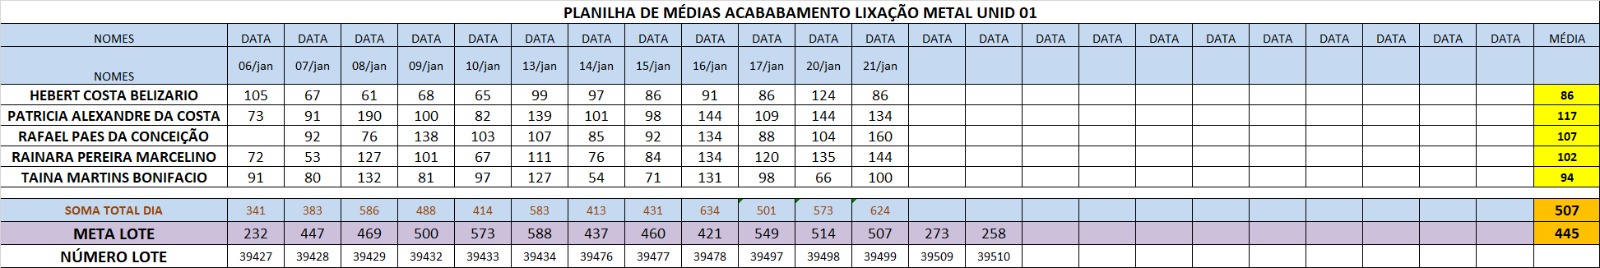 PLANILHA DE MÉDIAS ACABABAMENTO LIXAÇÃO METAL UNID 01
NOMES DATA DATA DATA DATA DATA DATA DATA DATA DATA DATA DATA DATA DATA DATA DATA DATA DATA DATA DATA DATA DATA DATA DATA MÉDIA
NOMES 06/jan 07/jan 08/jan 09/jan 10/jan 13/jan 14/jan 15/jan 16/jan 17/jan 20/jan 21/jan
HEBERT COSTA BELIZARIO 105 67 61 68 65 99 97 86 91 86 124 86 86
PATRICIA ALEXANDRE DA COSTA 73 91 190 100 82 139 101 98 144 109 144 134 117
RAFAEL PAES DA CONCEIÇÃO 92 76 138 103 107 85 92 134 88 104 160 107
RAINARA PEREIRA MARCELINO 72 53 127 101 67 111 76 84 134 120 135 144 102
TAINA MARTINS BONIFACIO 91 80 132 81 97 127 54 71 131 98 66 100 94
SOMA TOTAL DIA 341 383 586 488 414 583 413 431 634 501 573 624 507
META LOTE 232 447 469 500 573 588 437 460 421 549 514 507 273 258 445
NÚMERO LOTE 39427 39428 39429 39432 39433 39434 39476 39477 39478 39497 39498 39499 39509 39510